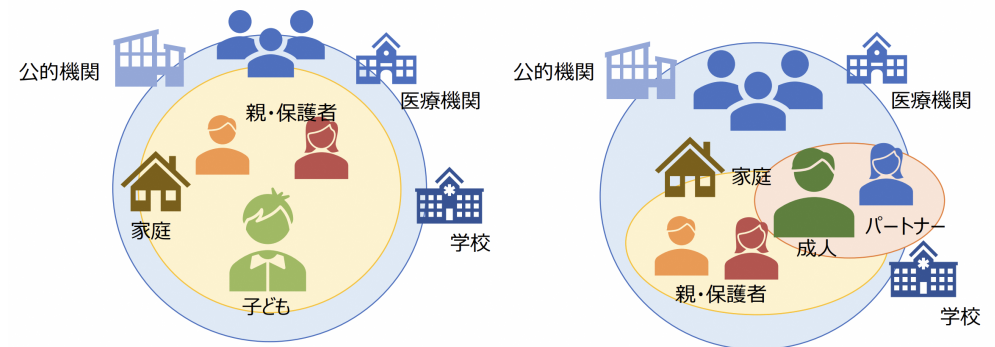 公的機関
医療機関
親・保護者
家庭
学校
子ども
公的機関
医療機関
家庭
パートナー
成人
親・保護者
学校